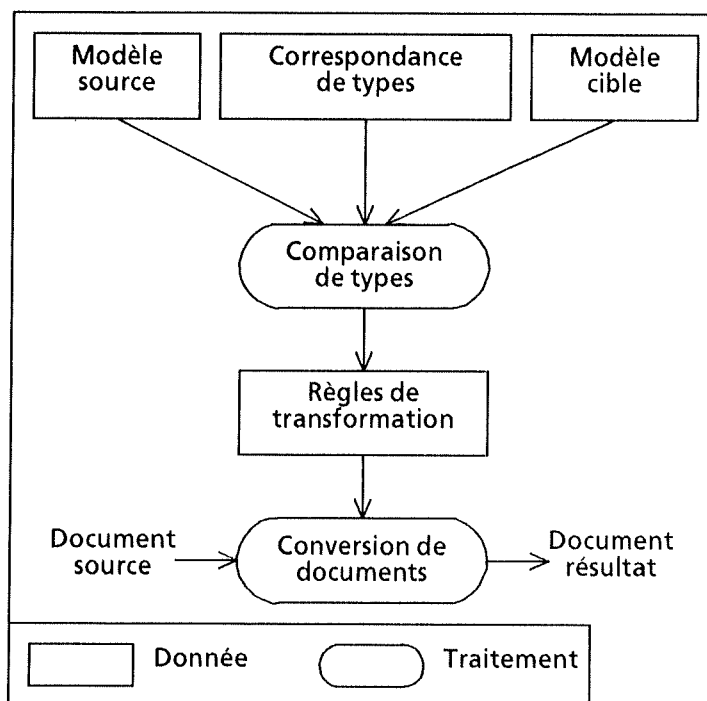 Modèle
source
Correspondance
de types
Modèle
cible
Comparaison
de types
Règles de
transformation
Document
source
Conversion de
documents
Document
résultat
Donnée
Traitement